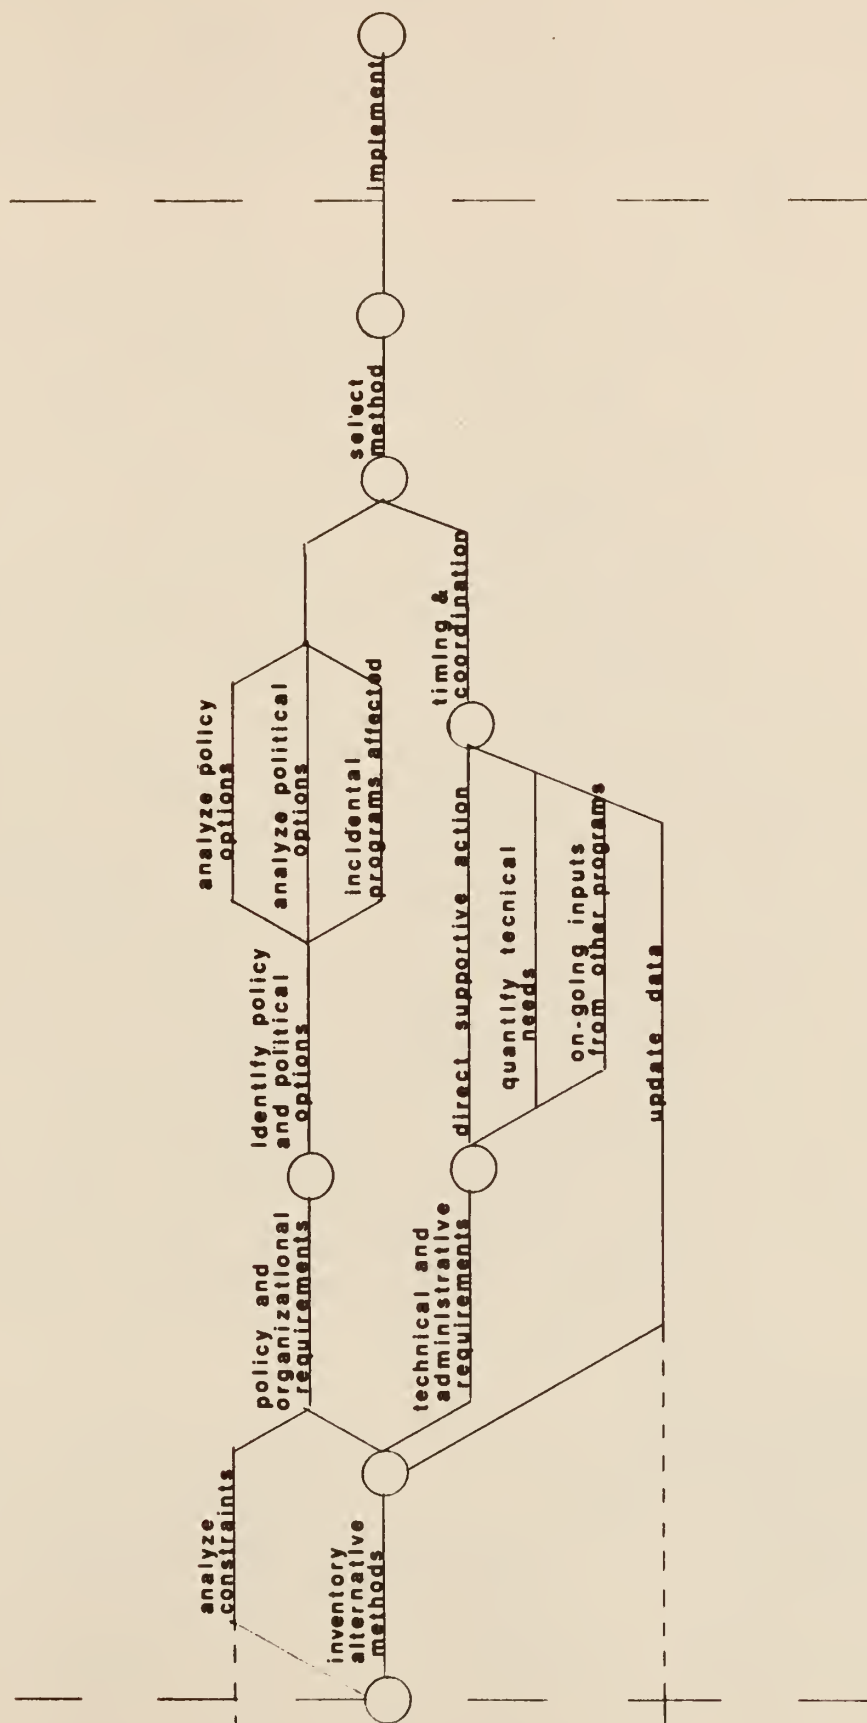 analyze
constraints
inventory
alternative
methods
policy and
organizational
requirements
technical and
administrative
requirements
identify policy
and political
options
analyze policy
options
analyze political
options
incidental
programs affected
direct supportive action
quantify tecnical
needs
on-going inputs
from other programs
update data
timing &
coordination
select
method
implement